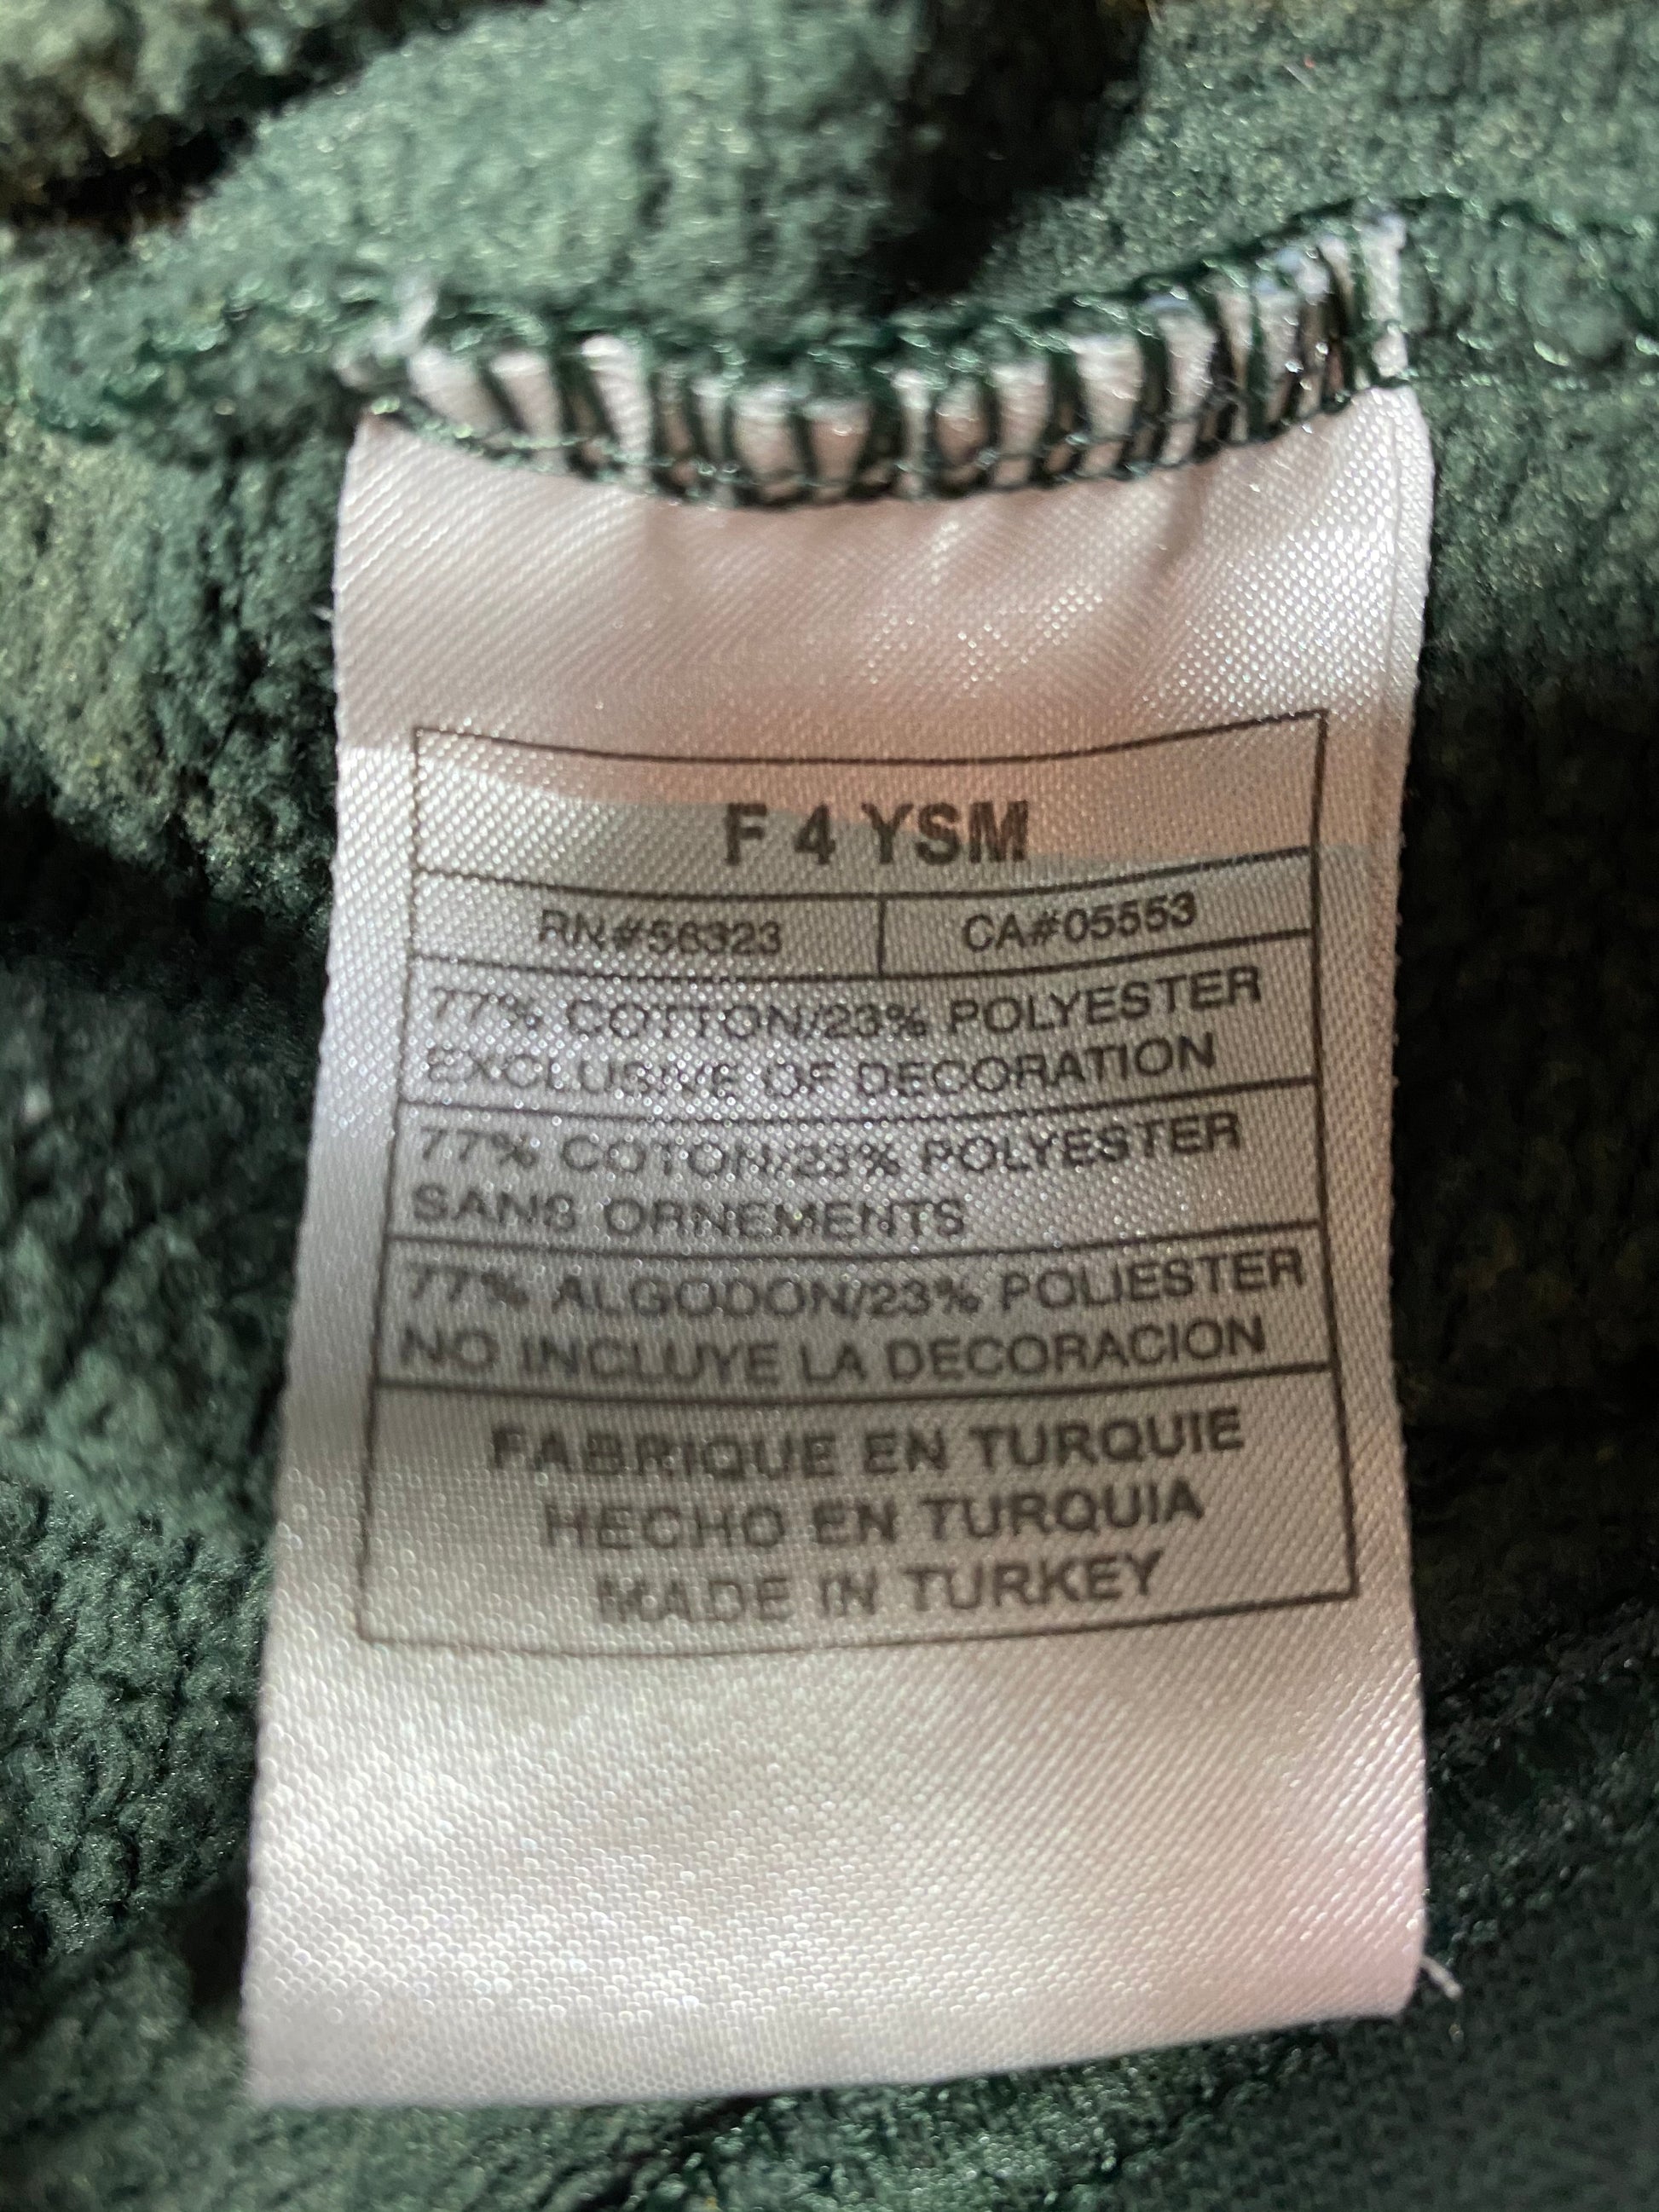 F 4 YSM
RN#56323 CA#05553
77% COTTON/23% POLYESTER
EXCLUSIVE OF DECORATION
77% COTON/23% POLYESTER
SANS ORNEMENTS
77% ALGODON/23% POLIESTER
NO INCLUYE LA DECORACION
FABRIQUE EN TURQUIE
HECHO EN TURQUIA
MADE IN TURKEY